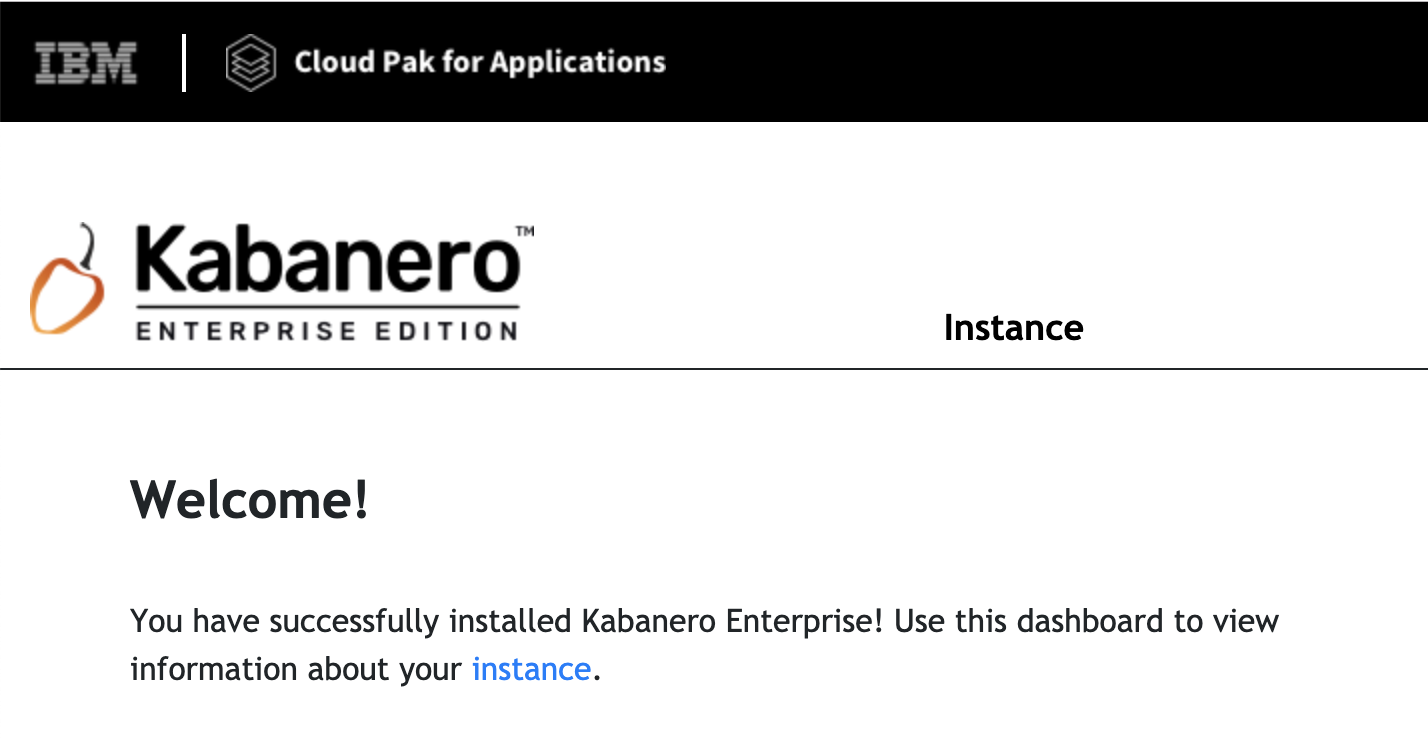 IBM Cloud Pak for Applications
Kabanero™
ENTERPRISE EDITION
Instance
Welcome!
You have successfully installed Kabanero Enterprise! Use this dashboard to view
information about your instance.